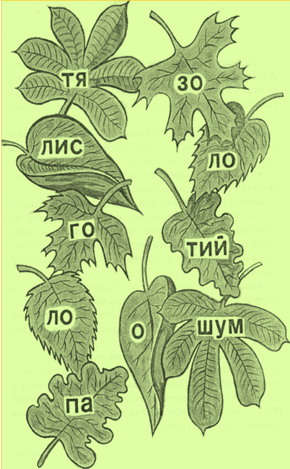 тя зо
лис ло
го тий
ло о шум
па